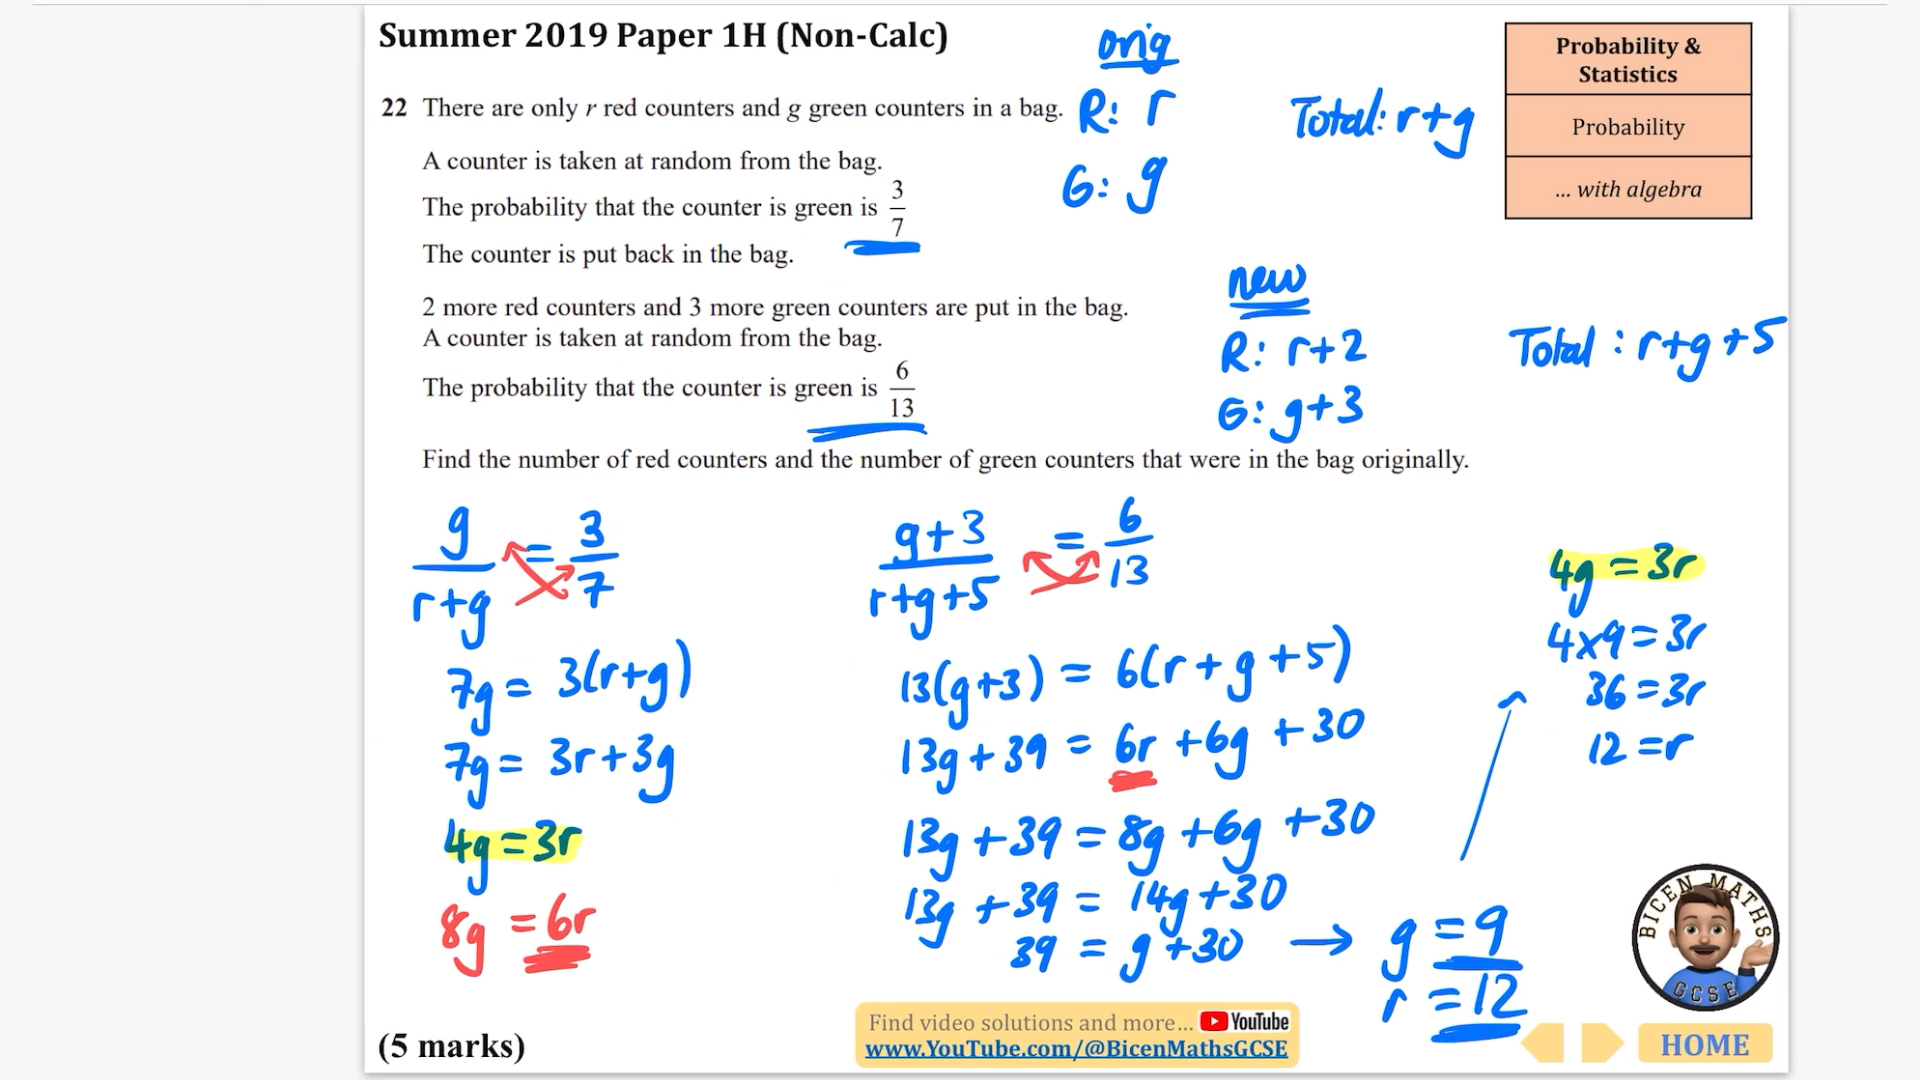 Summer 2019 Paper 1H (Non-Calc)
orig
Probability &
Statistics
Probability
... with algebra
22 There are only r red counters and g green counters in a bag.
R: r
Total: r+g
A counter is taken at random from the bag.
G: g
The probability that the counter is green is 3/7
The counter is put back in the bag.
new
2 more red counters and 3 more green counters are put in the bag.
A counter is taken at random from the bag.
R: r+2
Total : r+g+5
The probability that the counter is green is 6/13
G: g+3
Find the number of red counters and the number of green counters that were in the bag originally.
g/(r+g) = 3/7
7g = 3(r+g)
7g = 3r+3g
4g = 3r
8g = 6r
(g+3)/(r+g+5) = 6/13
13(g+3) = 6(r+g+5)
13g+39 = 6r+6g+30
13g+39 = 8g+6g+30
13g+39 = 14g+30
39 = g+30 → g = 9
r = 12
4g = 3r
4x9 = 3r
36 = 3r
12 = r
BICEN MATHS
GCSE
(5 marks)
Find video solutions and more... YouTube
www.YouTube.com/@BicenMathsGCSE
HOME